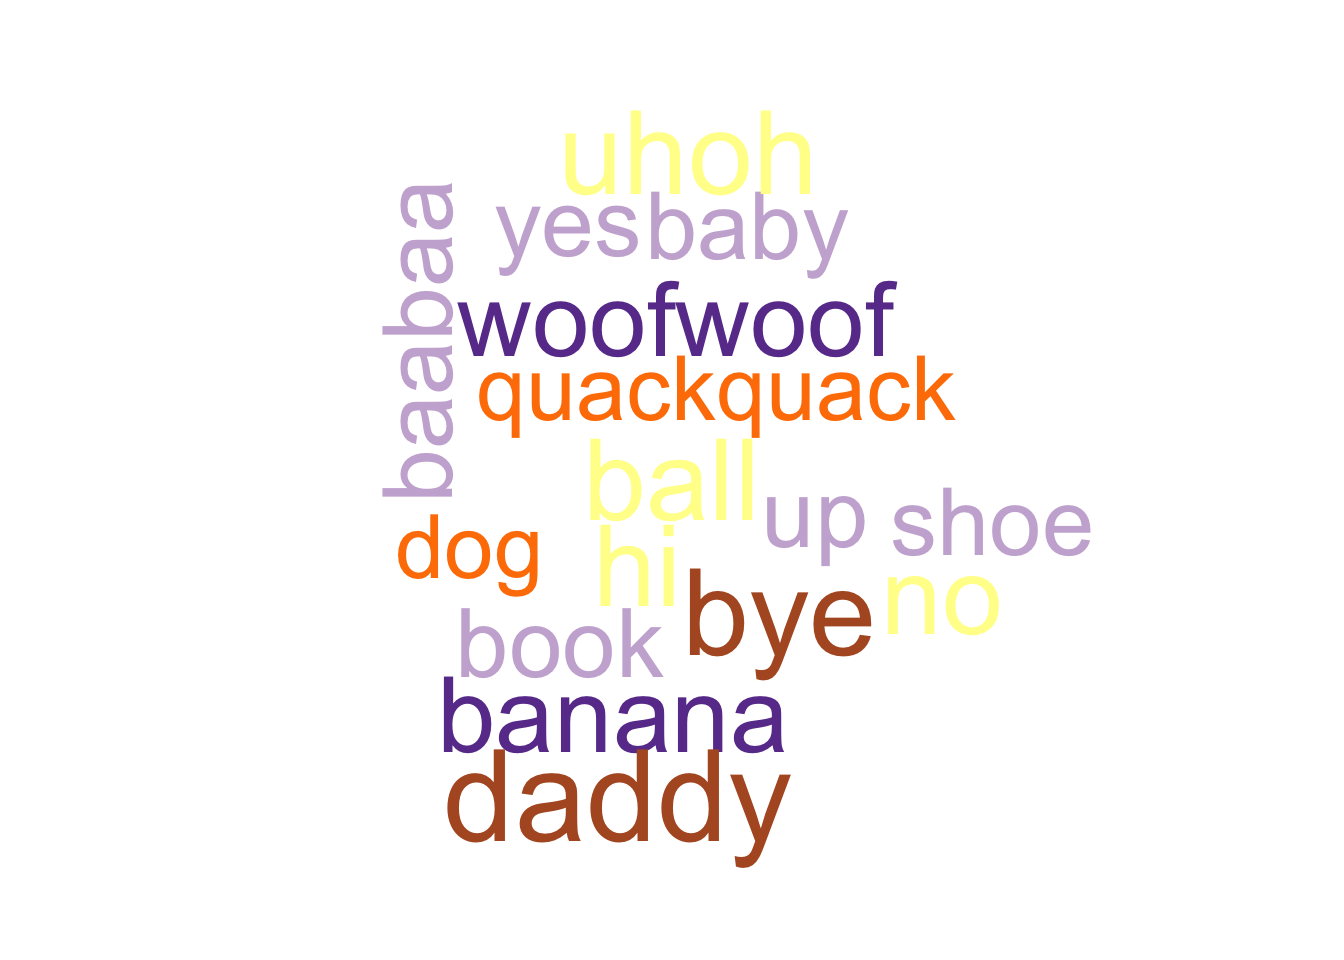 uhoh
yes baby
baabaa
woofwoof
quackquack
ball
up shoe
dog
hi
bye no
book
banana
daddy